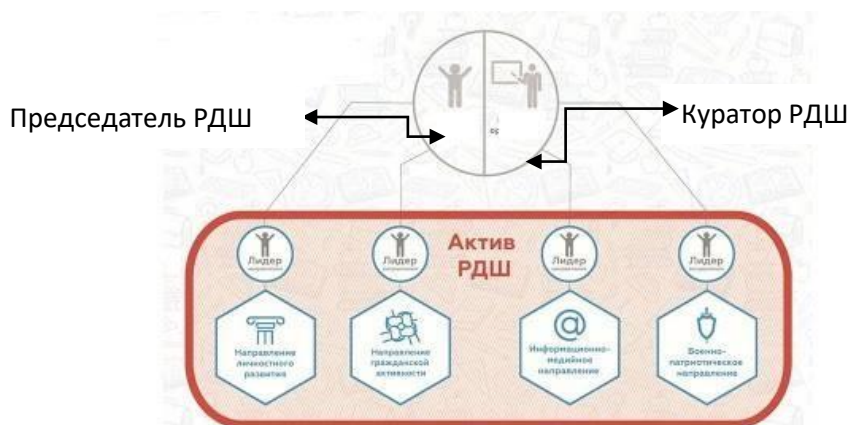 Председатель РДШ
Куратор РДШ
Актив
РДШ
Лидер
Лидер
Лидер
Лидер
Направление
личностного
развития
Направление
гражданской
активности
Информационно-
медийное
направление
Военно-
патриотическое
направление